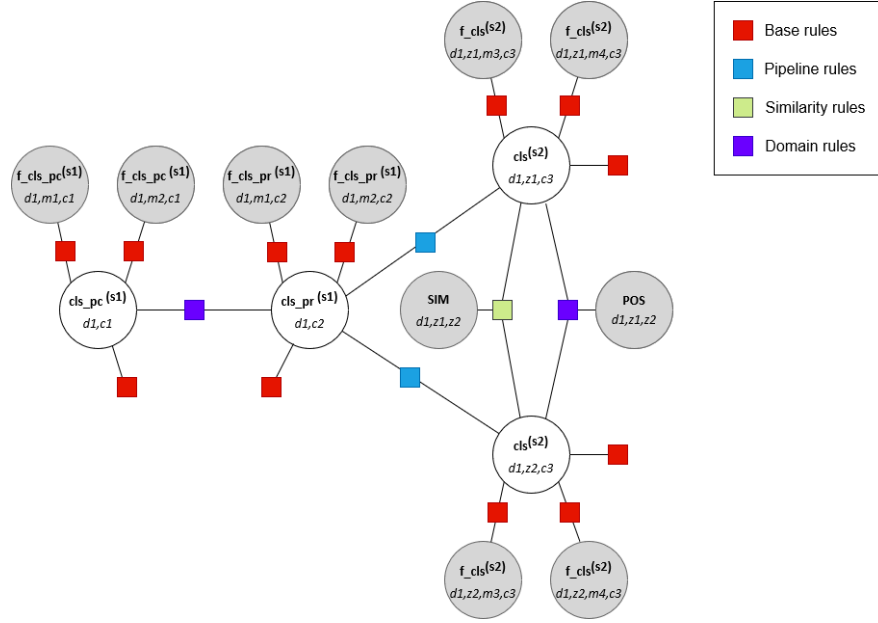 f_cls(s2)
d1,z1,m3,c3
f_cls(s2)
d1,z1,m4,c3
Base rules
Pipeline rules
Similarity rules
Domain rules
cls(s2)
d1,z1,c3
f_cls_pc(s1)
d1,m1,c1
f_cls_pc(s1)
d1,m2,c1
f_cls_pr(s1)
d1,m1,c2
f_cls_pr(s1)
d1,m2,c2
cls_pc(s1)
d1,c1
cls_pr(s1)
d1,c2
SIM
d1,z1,z2
POS
d1,z1,z2
cls(s2)
d1,z2,c3
f_cls(s2)
d1,z2,m3,c3
f_cls(s2)
d1,z2,m4,c3